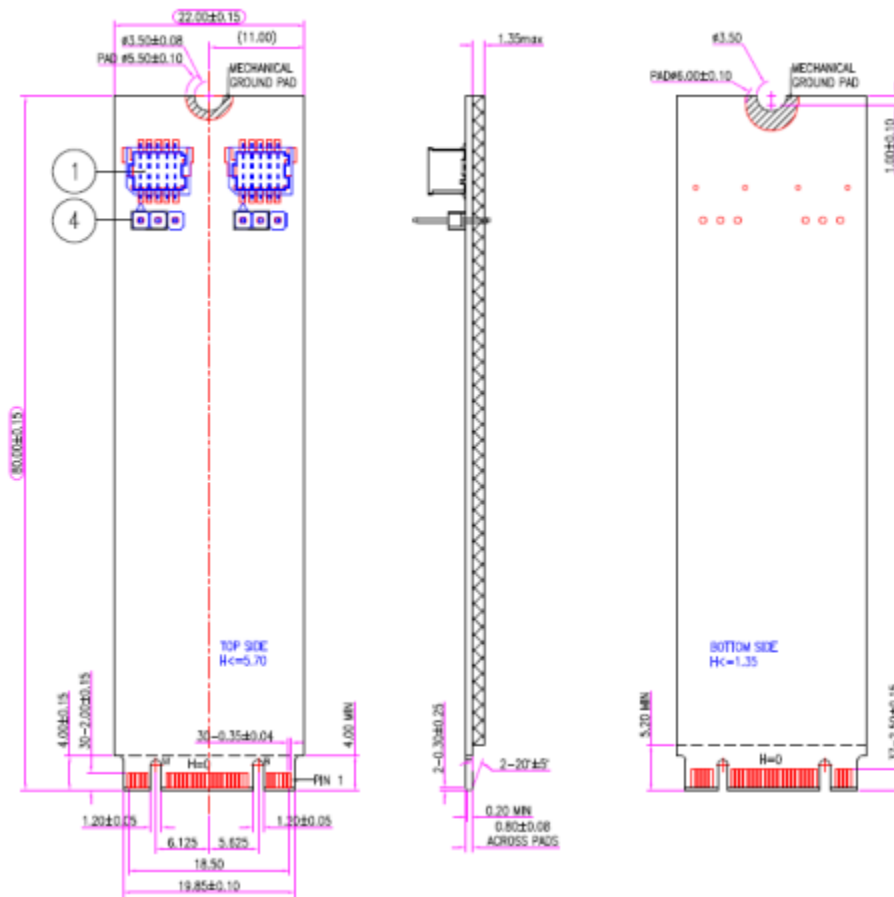 22.00±0.15
(11.00)
ø3.50±0.08
PAD ø5.50±0.10
MECHANICAL
GROUND PAD
1
4
80.00±0.15
TOP SIDE
H<=5.70
4.00±0.15
30-2.00±0.15
30-0.35±0.04
4.00 MIN
H=0
PIN 1
1.20±0.05
1.20±0.05
6.125
5.625
18.50
19.85±0.10
1.35max
2-0.30±0.25
2-20°±5°
0.20 MIN
0.80±0.08
ACROSS PADS
ø3.50
PADø6.00±0.10
MECHANICAL
GROUND PAD
1.00±0.10
BOTTOM SIDE
H<=1.35
5.20 MIN
H=0